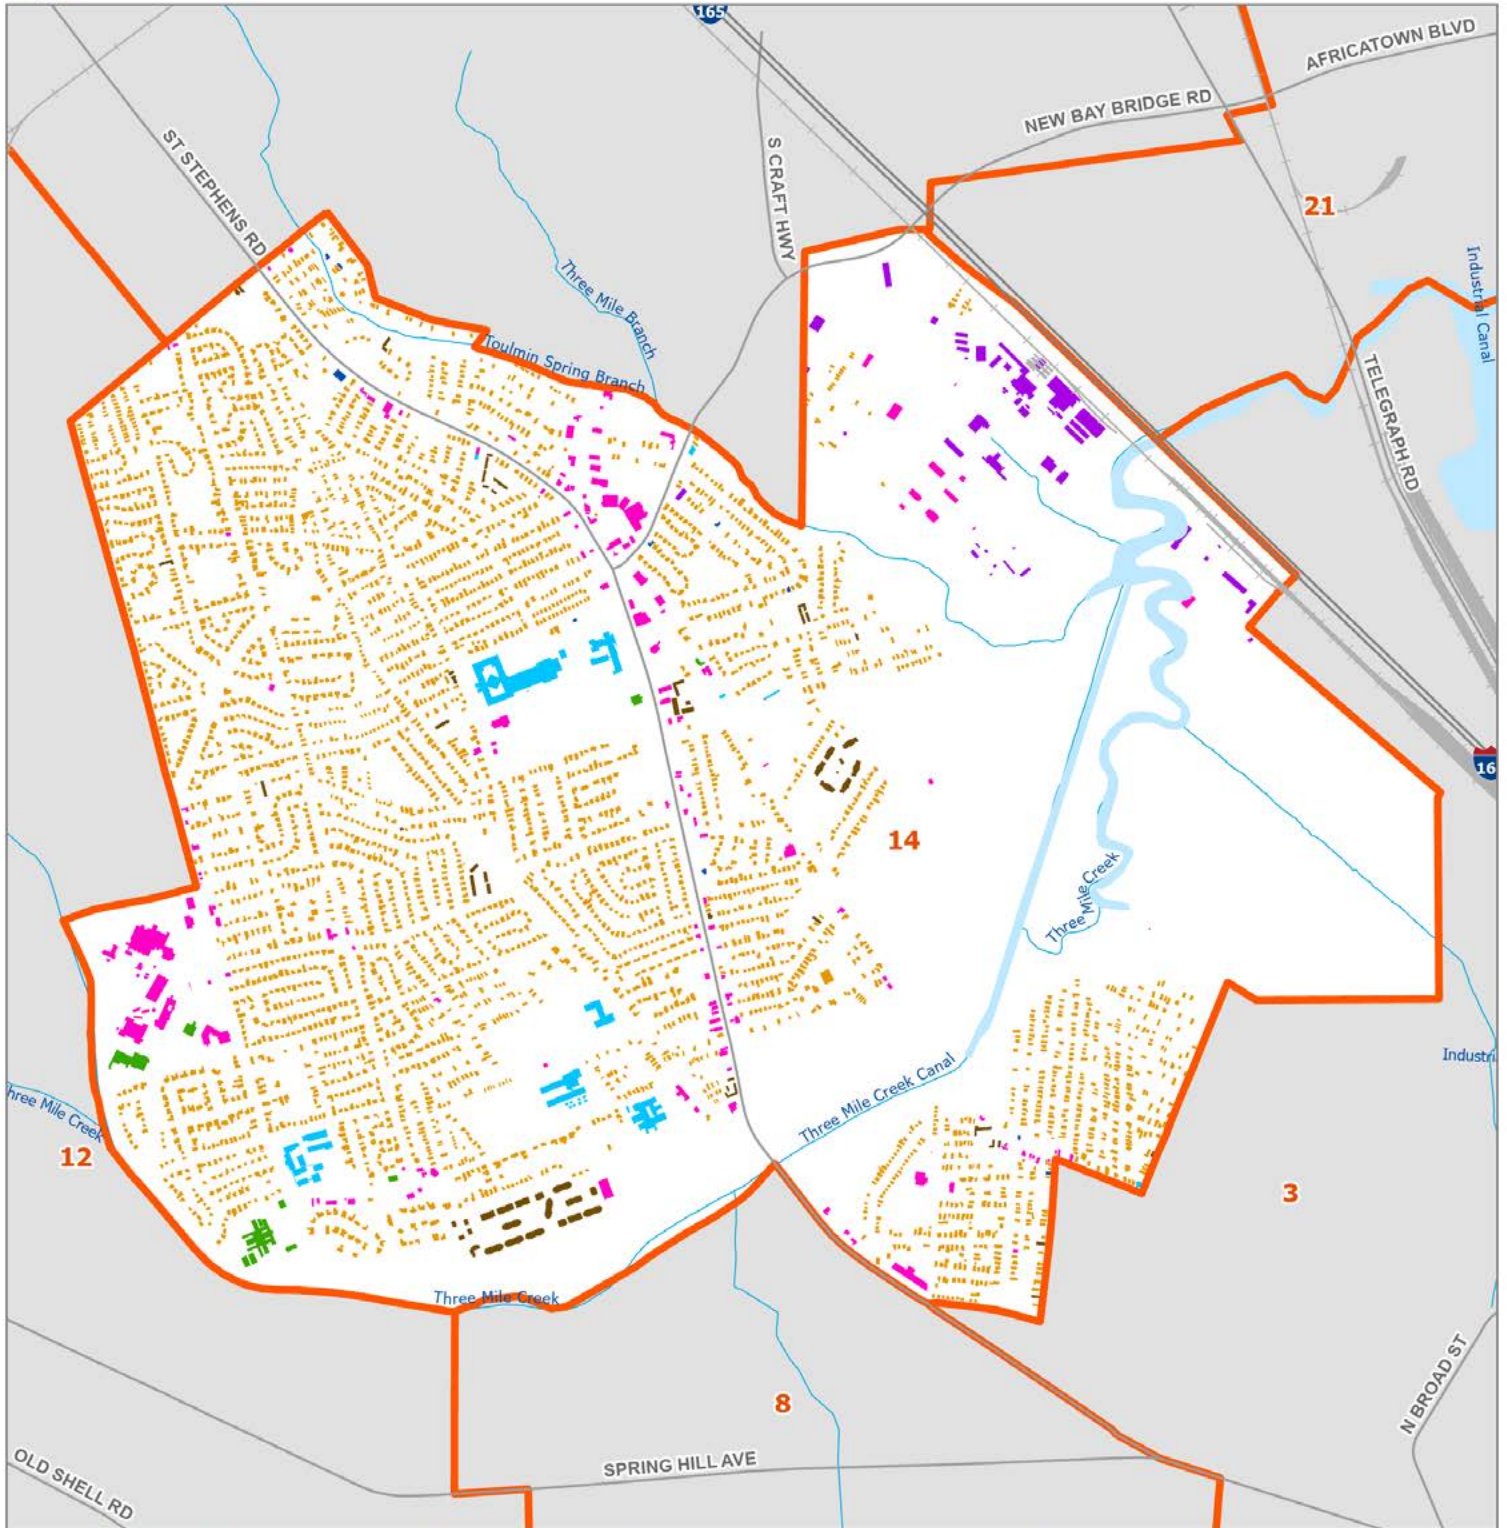 165
AFRICATOWN BLVD
NEW BAY BRIDGE RD
ST STEPHENS RD
S CRAFT HWY
21
Three Mile Branch
Industrial Canal
Toulmin Spring Branch
TELEGRAPH RD
16
14
Three Mile Creek
Three Mile Creek Canal
Industri
hree Mile Creek
12
3
Three Mile Creek
8
N BROAD ST
SPRING HILL AVE
OLD SHELL RD